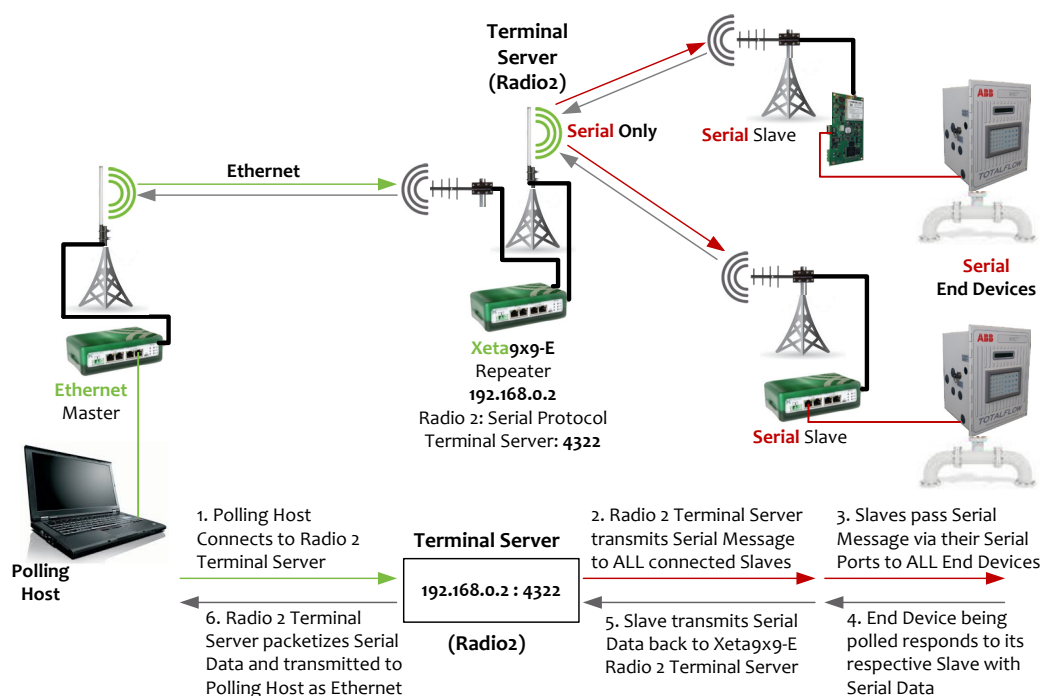 Terminal
Server
(Radio2)
Serial Only
Serial Slave
ABB
TOTALFLOW
Ethernet
Serial
End Devices
Xeta9x9-E
Repeater
192.168.0.2
Radio 2: Serial Protocol
Terminal Server: 4322
Ethernet
Master
ABB
TOTALFLOW
Serial Slave
Polling
Host
1. Polling Host
Connects to Radio 2
Terminal Server
Terminal Server
192.168.0.2 : 4322
(Radio2)
2. Radio 2 Terminal Server
transmits Serial Message
to ALL connected Slaves
3. Slaves pass Serial
Message via their Serial
Ports to ALL End Devices
6. Radio 2 Terminal
Server packetizes Serial
Data and transmitted to
Polling Host as Ethernet
5. Slave transmits Serial
Data back to Xeta9x9-E
Radio 2 Terminal Server
4. End Device being
polled responds to its
respective Slave with
Serial Data